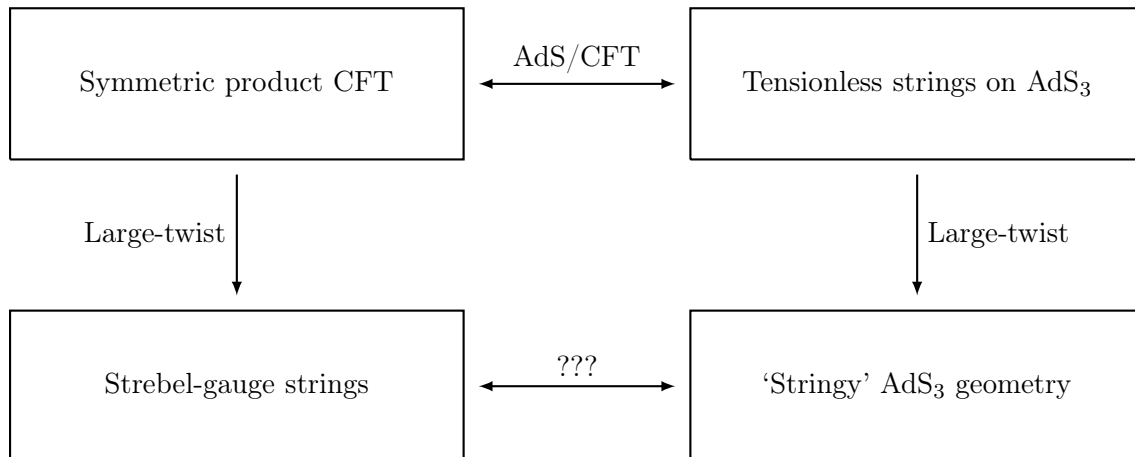 AdS/CFT
Symmetric product CFT
Tensionless strings on AdS₃
Large-twist
Large-twist
???
Strebel-gauge strings
‘Stringy’ AdS₃ geometry